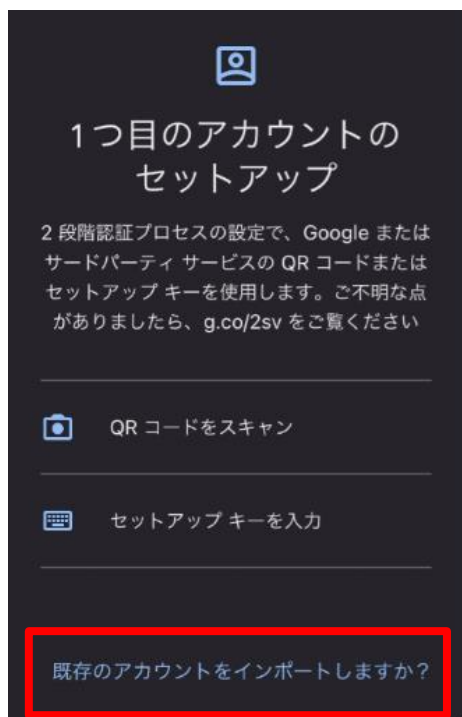 1つ目のアカウントの
セットアップ
2 段階認証プロセスの設定で、Google または
サードパーティ サービスの QR コードまたは
セットアップ キーを使用します。ご不明な点
がありましたら、g.co/2sv をご覧ください
QR コードをスキャン
セットアップ キーを入力
既存のアカウントをインポートしますか？